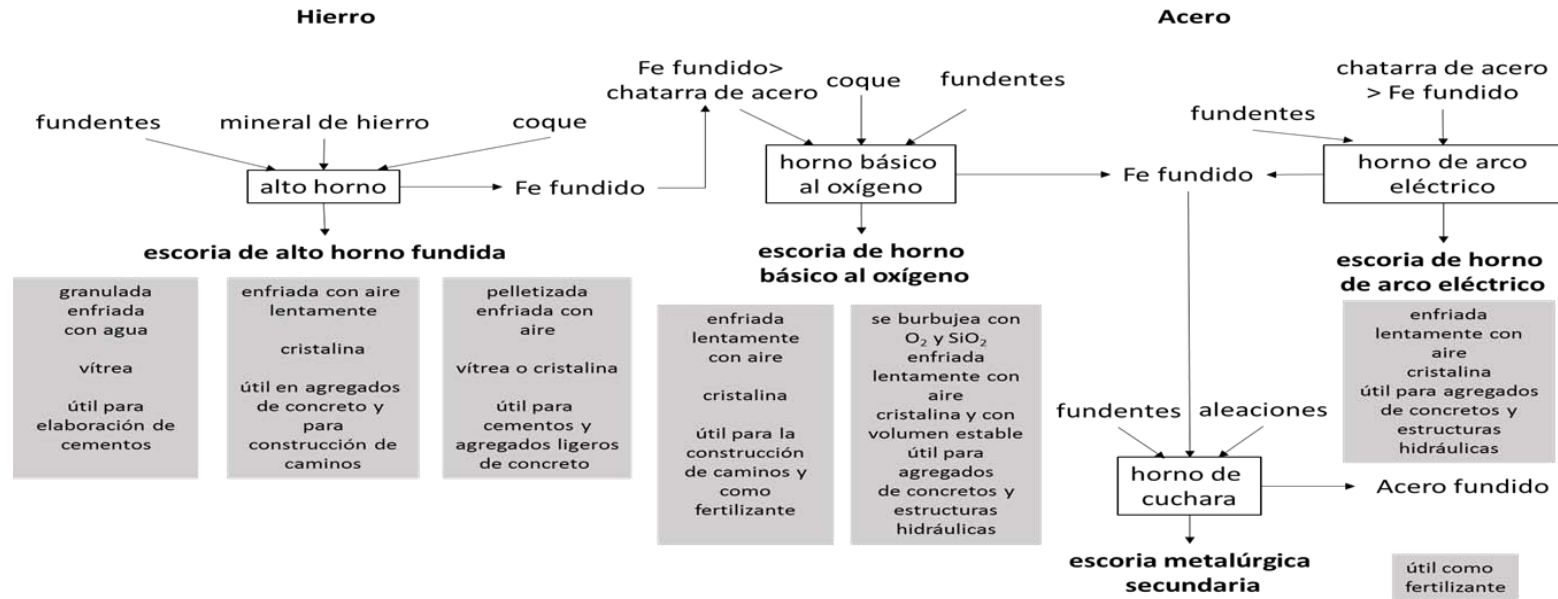 Hierro
Acero
fundentes
mineral de hierro
coque
alto horno
Fe fundido
escoria de alto horno fundida
granulada
enfriada
con agua
vítrea
útil para
elaboración de
cementos
enfriada con aire
lentamente
cristalina
útil en agregados
de concreto y
para
construcción de
caminos
pelletizada
enfriada con
aire
vítrea o cristalina
útil para
cementos y
agregados ligeros
de concreto
Fe fundido>
chatarra de acero
coque
fundentes
horno básico
al oxígeno
escoria de horno
básico al oxígeno
enfriada
lentamente
con aire
cristalina
útil para la
construcción
de caminos y
como
fertilizante
se burbujea con
O₂ y SiO₂
enfriada
lentamente con
aire
cristalina y con
volumen estable
útil para
agregados
de concretos y
estructuras
hidráulicas
Fe fundido
fundentes
chatarra de acero
> Fe fundido
horno de arco
eléctrico
escoria de horno
de arco eléctrico
enfriada
lentamente con
aire
cristalina
útil para agregados
de concretos y
estructuras
hidráulicas
fundentes
aleaciones
horno de
cuchara
Acero fundido
escoria metalúrgica
secundaria
útil como
fertilizante